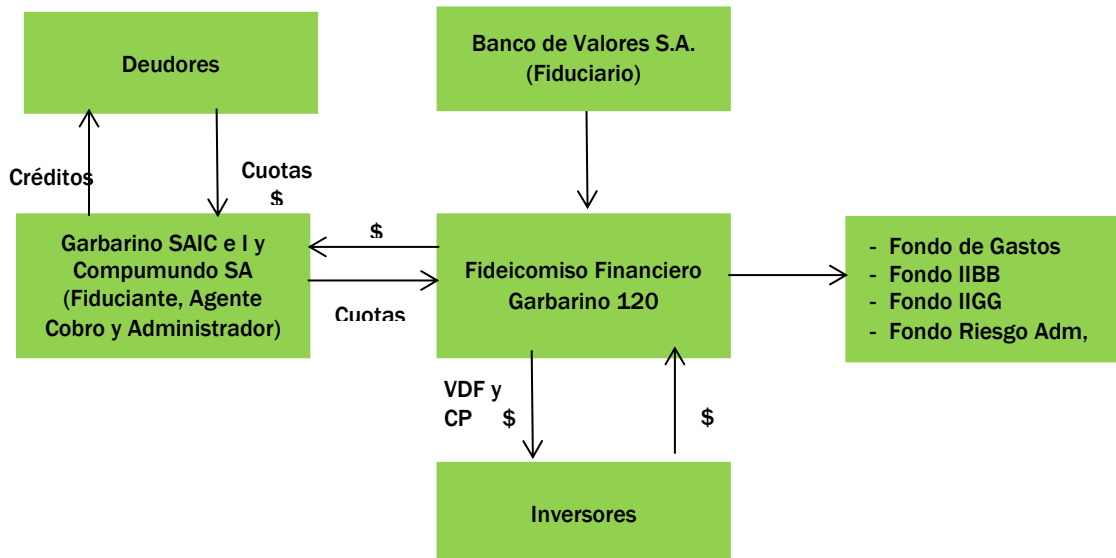 Deudores
Banco de Valores S.A.
(Fiduciario)
Créditos
Cuotas
$
Garbarino SAIC e I y
Compumundo SA
(Fiduciante, Agente
Cobro y Administrador)
$
Cuotas
Fideicomiso Financiero
Garbarino 120
- Fondo de Gastos
- Fondo IIBB
- Fondo IIGG
- Fondo Riesgo Adm,
VDF y
CP $
$
Inversores